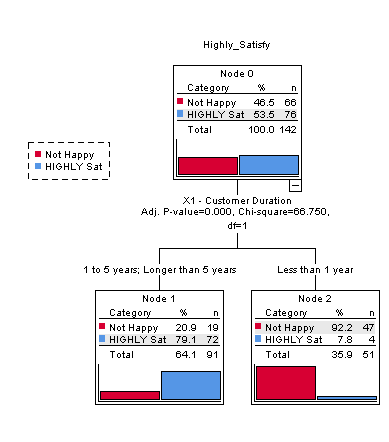 Highly_Satisfy
Node 0
Category % n
Not Happy 46.5 66
HIGHLY Sat 53.5 76
Total 100.0 142
Not Happy
HIGHLY Sat
X1 - Customer Duration
Adj. P-value=0.000, Chi-square=66.750,
df=1
1 to 5 years; Longer than 5 years
Less than 1 year
Node 1
Category % n
Not Happy 20.9 19
HIGHLY Sat 79.1 72
Total 64.1 91
Node 2
Category % n
Not Happy 92.2 47
HIGHLY Sat 7.8 4
Total 35.9 51